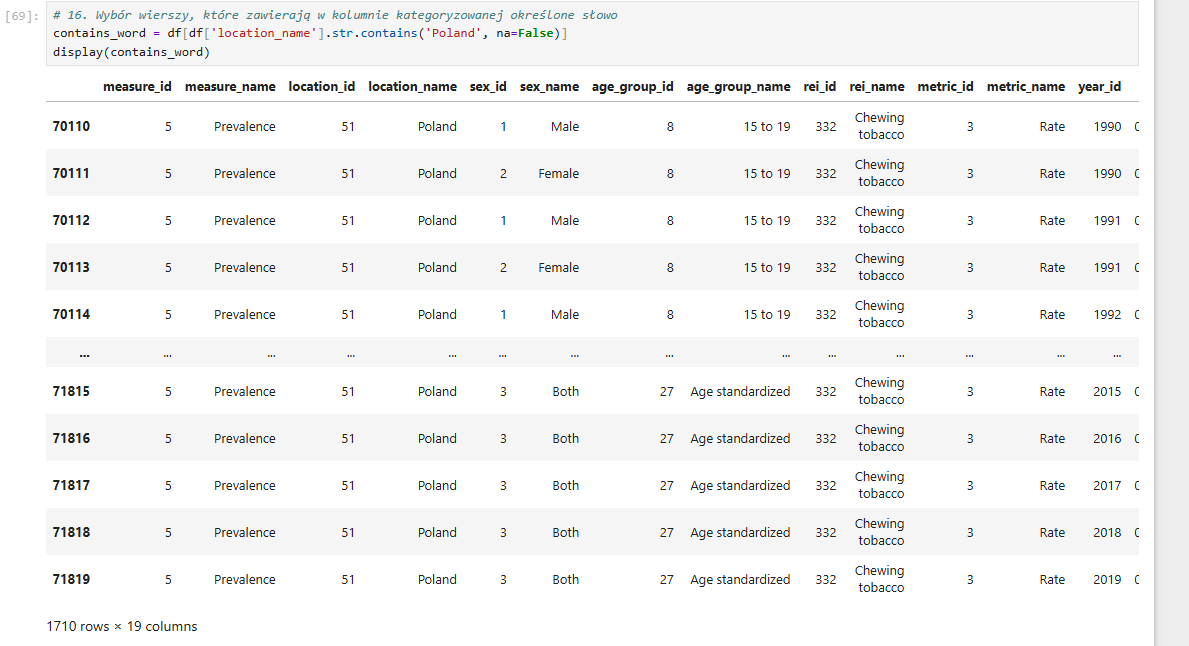 [69]: # 16. Wybór wierszy, które zawierają w kolumnie kategoryzowanej określone słowo
contains_word = df[df['location_name'].str.contains('Poland', na=False)]
display(contains_word)
measure_id measure_name location_id location_name sex_id sex_name age_group_id age_group_name rei_id rei_name metric_id metric_name year_id
70110 5 Prevalence 51 Poland 1 Male 8 15 to 19 332 Chewing tobacco 3 Rate 1990 0
70111 5 Prevalence 51 Poland 2 Female 8 15 to 19 332 Chewing tobacco 3 Rate 1990 0
70112 5 Prevalence 51 Poland 1 Male 8 15 to 19 332 Chewing tobacco 3 Rate 1991 0
70113 5 Prevalence 51 Poland 2 Female 8 15 to 19 332 Chewing tobacco 3 Rate 1991 0
70114 5 Prevalence 51 Poland 1 Male 8 15 to 19 332 Chewing tobacco 3 Rate 1992 0
... ... ... ... ... ... ... ... ... ... ... ... ... ...
71815 5 Prevalence 51 Poland 3 Both 27 Age standardized 332 Chewing tobacco 3 Rate 2015 0
71816 5 Prevalence 51 Poland 3 Both 27 Age standardized 332 Chewing tobacco 3 Rate 2016 0
71817 5 Prevalence 51 Poland 3 Both 27 Age standardized 332 Chewing tobacco 3 Rate 2017 0
71818 5 Prevalence 51 Poland 3 Both 27 Age standardized 332 Chewing tobacco 3 Rate 2018 0
71819 5 Prevalence 51 Poland 3 Both 27 Age standardized 332 Chewing tobacco 3 Rate 2019 0
1710 rows × 19 columns